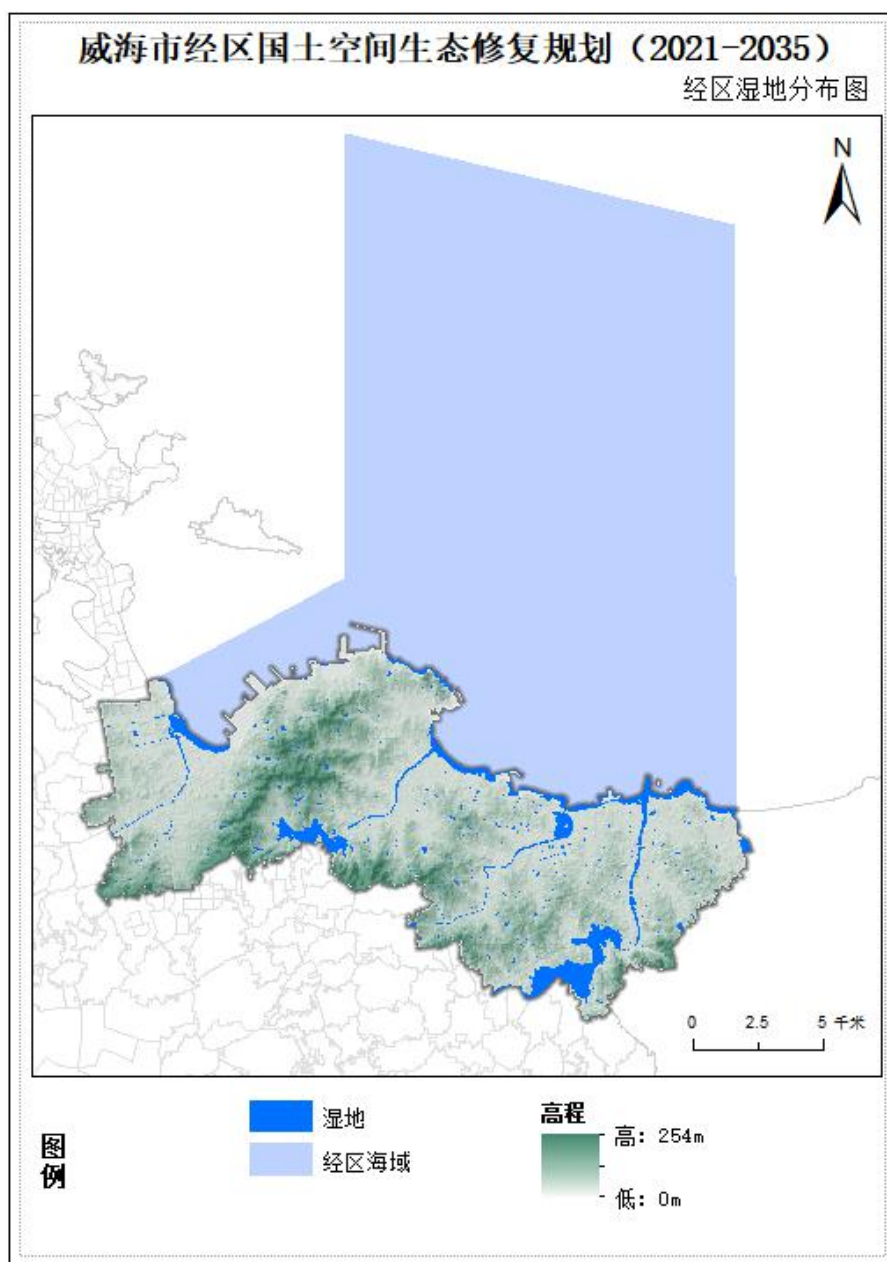 威海市经区国土空间生态修复规划（2021-2035）
经区湿地分布图
N
0 2.5 5 千米
图例
湿地
经区海域
高程
高: 254m
低: 0m